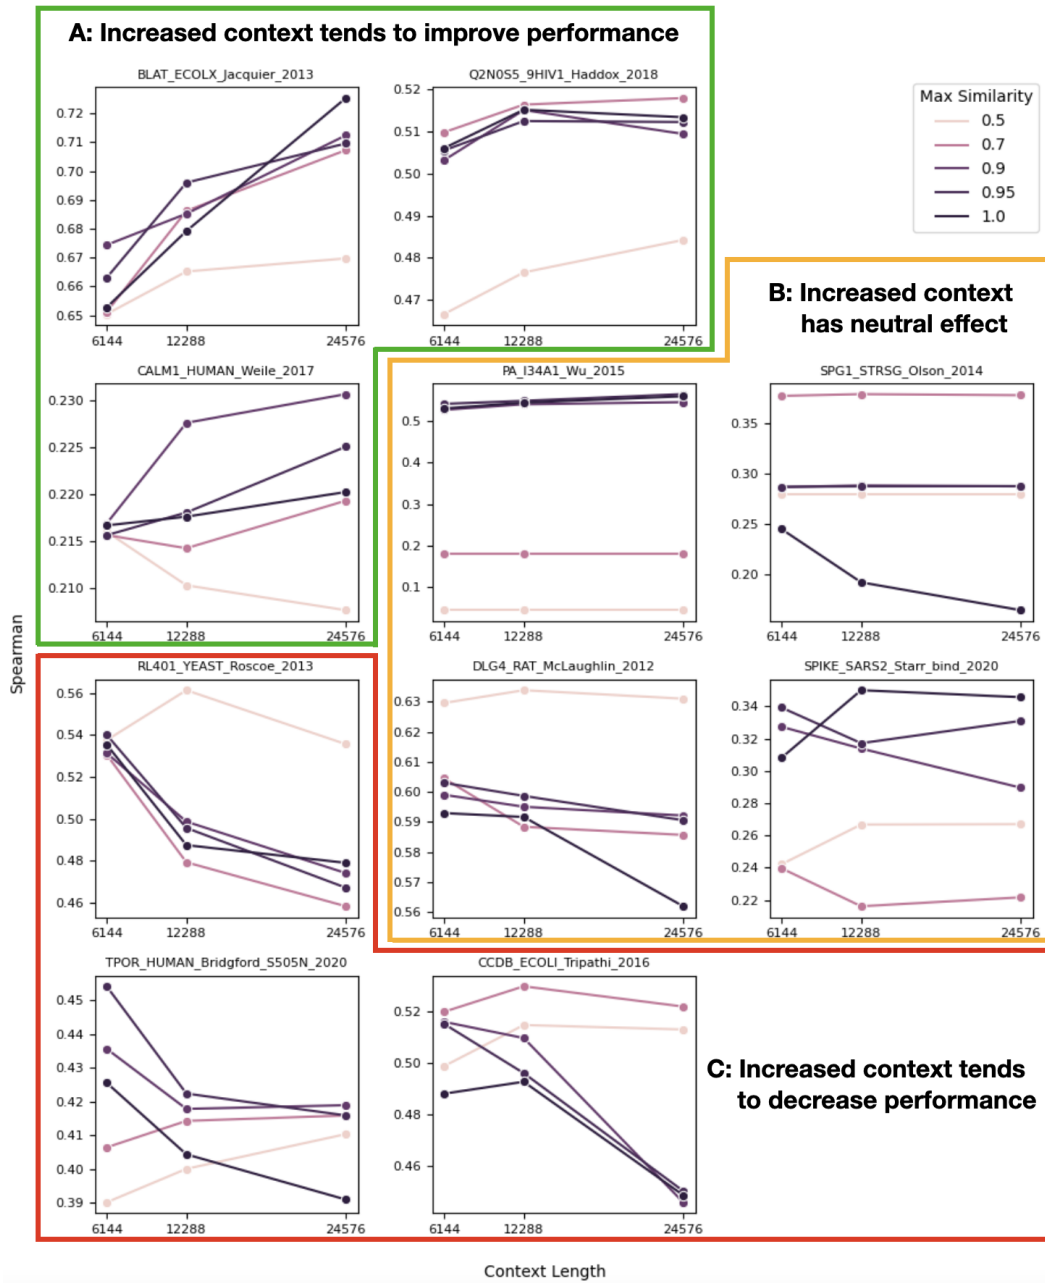 A: Increased context tends to improve performance
BLAT_ECOLX_Jacquier_2013
0.72
0.71
0.70
0.69
0.68
0.67
0.66
0.65
6144 12288 24576
Q2N0S5_9HIV1_Haddox_2018
0.52
0.51
0.50
0.49
0.48
0.47
6144 12288 24576
Max Similarity
0.5
0.7
0.9
0.95
1.0
B: Increased context
has neutral effect
CALM1_HUMAN_Weile_2017
0.230
0.225
0.220
0.215
0.210
6144 12288 24576
PA_I34A1_Wu_2015
0.5
0.4
0.3
0.2
0.1
6144 12288 24576
SPG1_STRSG_Olson_2014
0.35
0.30
0.25
0.20
6144 12288 24576
Spearman
RL401_YEAST_Roscoe_2013
0.56
0.54
0.52
0.50
0.48
0.46
6144 12288 24576
DLG4_RAT_McLaughlin_2012
0.63
0.62
0.61
0.60
0.59
0.58
0.57
0.56
6144 12288 24576
SPIKE_SARS2_Starr_bind_2020
0.34
0.32
0.30
0.28
0.26
0.24
0.22
6144 12288 24576
TPOR_HUMAN_Bridgford_S505N_2020
0.45
0.44
0.43
0.42
0.41
0.40
0.39
6144 12288 24576
CCDB_ECOLI_Tripathi_2016
0.52
0.50
0.48
0.46
6144 12288 24576
C: Increased context tends
to decrease performance
Context Length